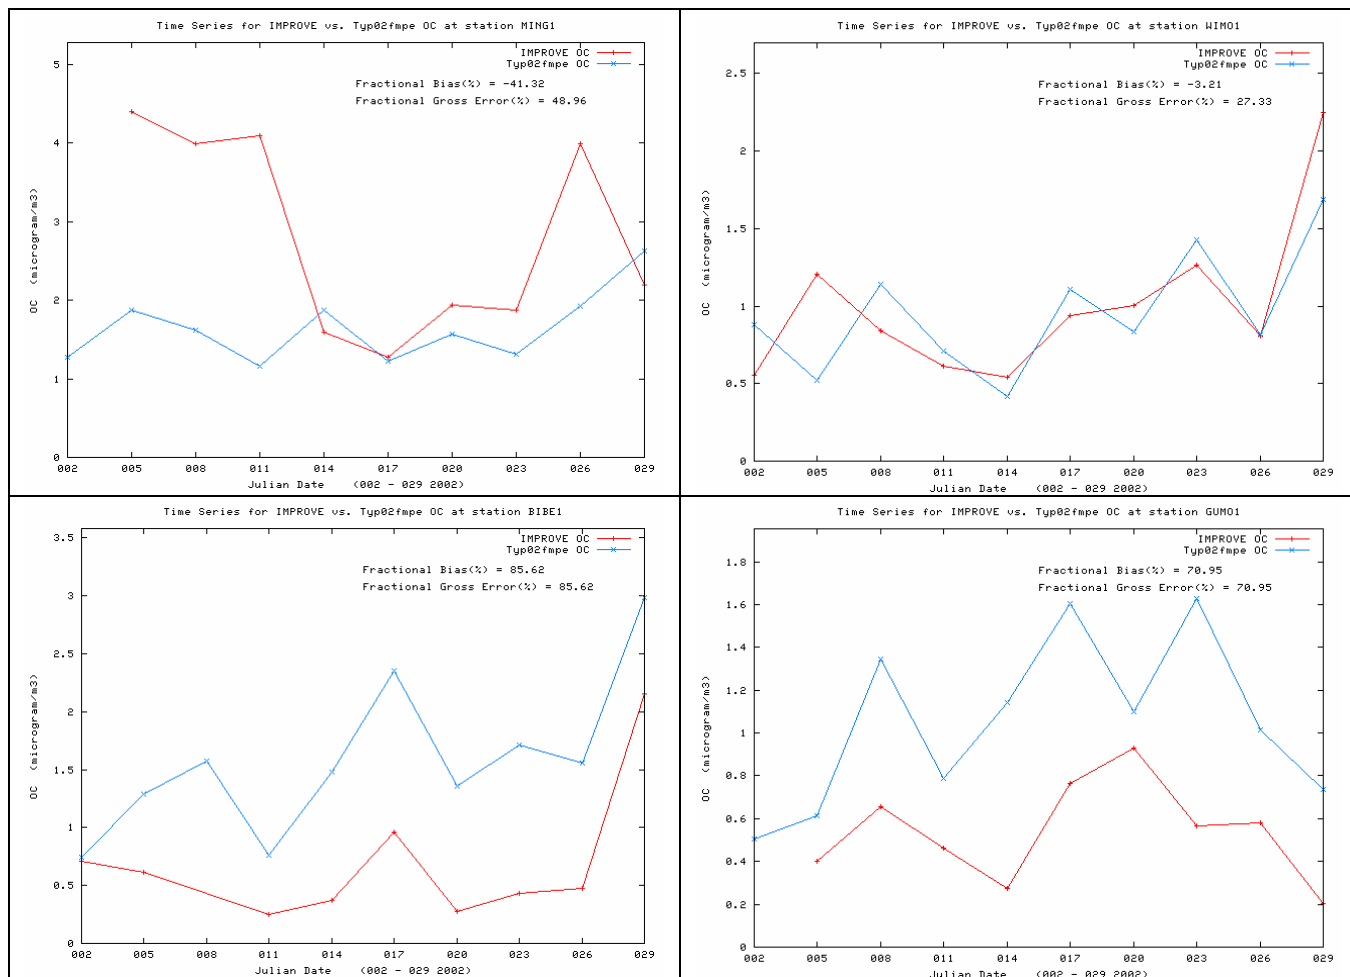 Time Series for IMPROVE vs. Typ02fmpe OC at station MING1
IMPROVE OC
Typ02fmpe OC
Fractional Bias(%) = -41.32
Fractional Gross Error(%) = 48.96
5
4
3
2
1
0
OC (microgram/m3)
002 005 008 011 014 017 020 023 026 029
Julian Date (002 - 029 2002)
Time Series for IMPROVE vs. Typ02fmpe OC at station WIMO1
IMPROVE OC
Typ02fmpe OC
Fractional Bias(%) = -3.21
Fractional Gross Error(%) = 27.33
2.5
2
1.5
1
0.5
0
OC (microgram/m3)
002 005 008 011 014 017 020 023 026 029
Julian Date (002 - 029 2002)
Time Series for IMPROVE vs. Typ02fmpe OC at station BIBE1
IMPROVE OC
Typ02fmpe OC
Fractional Bias(%) = 85.62
Fractional Gross Error(%) = 85.62
3.5
3
2.5
2
1.5
1
0.5
0
OC (microgram/m3)
002 005 008 011 014 017 020 023 026 029
Julian Date (002 - 029 2002)
Time Series for IMPROVE vs. Typ02fmpe OC at station GUMO1
IMPROVE OC
Typ02fmpe OC
Fractional Bias(%) = 70.95
Fractional Gross Error(%) = 70.95
1.8
1.6
1.4
1.2
1
0.8
0.6
0.4
0.2
0
OC (microgram/m3)
002 005 008 011 014 017 020 023 026 029
Julian Date (002 - 029 2002)